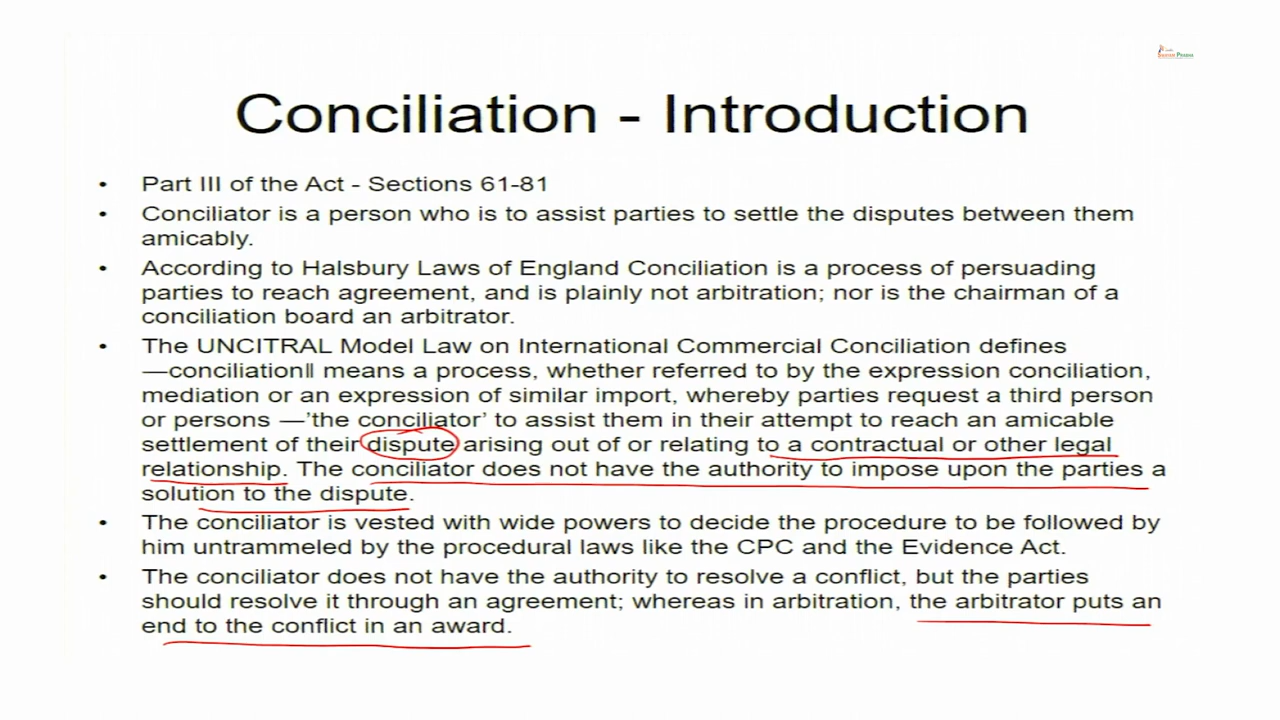 Swayam Prabha
Conciliation - Introduction
• Part III of the Act - Sections 61-81
• Conciliator is a person who is to assist parties to settle the disputes between them
amicably.
• According to Halsbury Laws of England Conciliation is a process of persuading
parties to reach agreement, and is plainly not arbitration; nor is the chairman of a
conciliation board an arbitrator.
• The UNCITRAL Model Law on International Commercial Conciliation defines
―conciliation‖ means a process, whether referred to by the expression conciliation,
mediation or an expression of similar import, whereby parties request a third person
or persons ―’the conciliator’ to assist them in their attempt to reach an amicable
settlement of their dispute arising out of or relating to a contractual or other legal
relationship. The conciliator does not have the authority to impose upon the parties a
solution to the dispute.
• The conciliator is vested with wide powers to decide the procedure to be followed by
him untrammeled by the procedural laws like the CPC and the Evidence Act.
• The conciliator does not have the authority to resolve a conflict, but the parties
should resolve it through an agreement; whereas in arbitration, the arbitrator puts an
end to the conflict in an award.